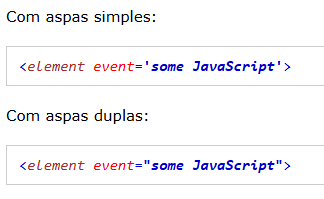 Com aspas simples:
<element event='some JavaScript'>
Com aspas duplas:
<element event="some JavaScript">